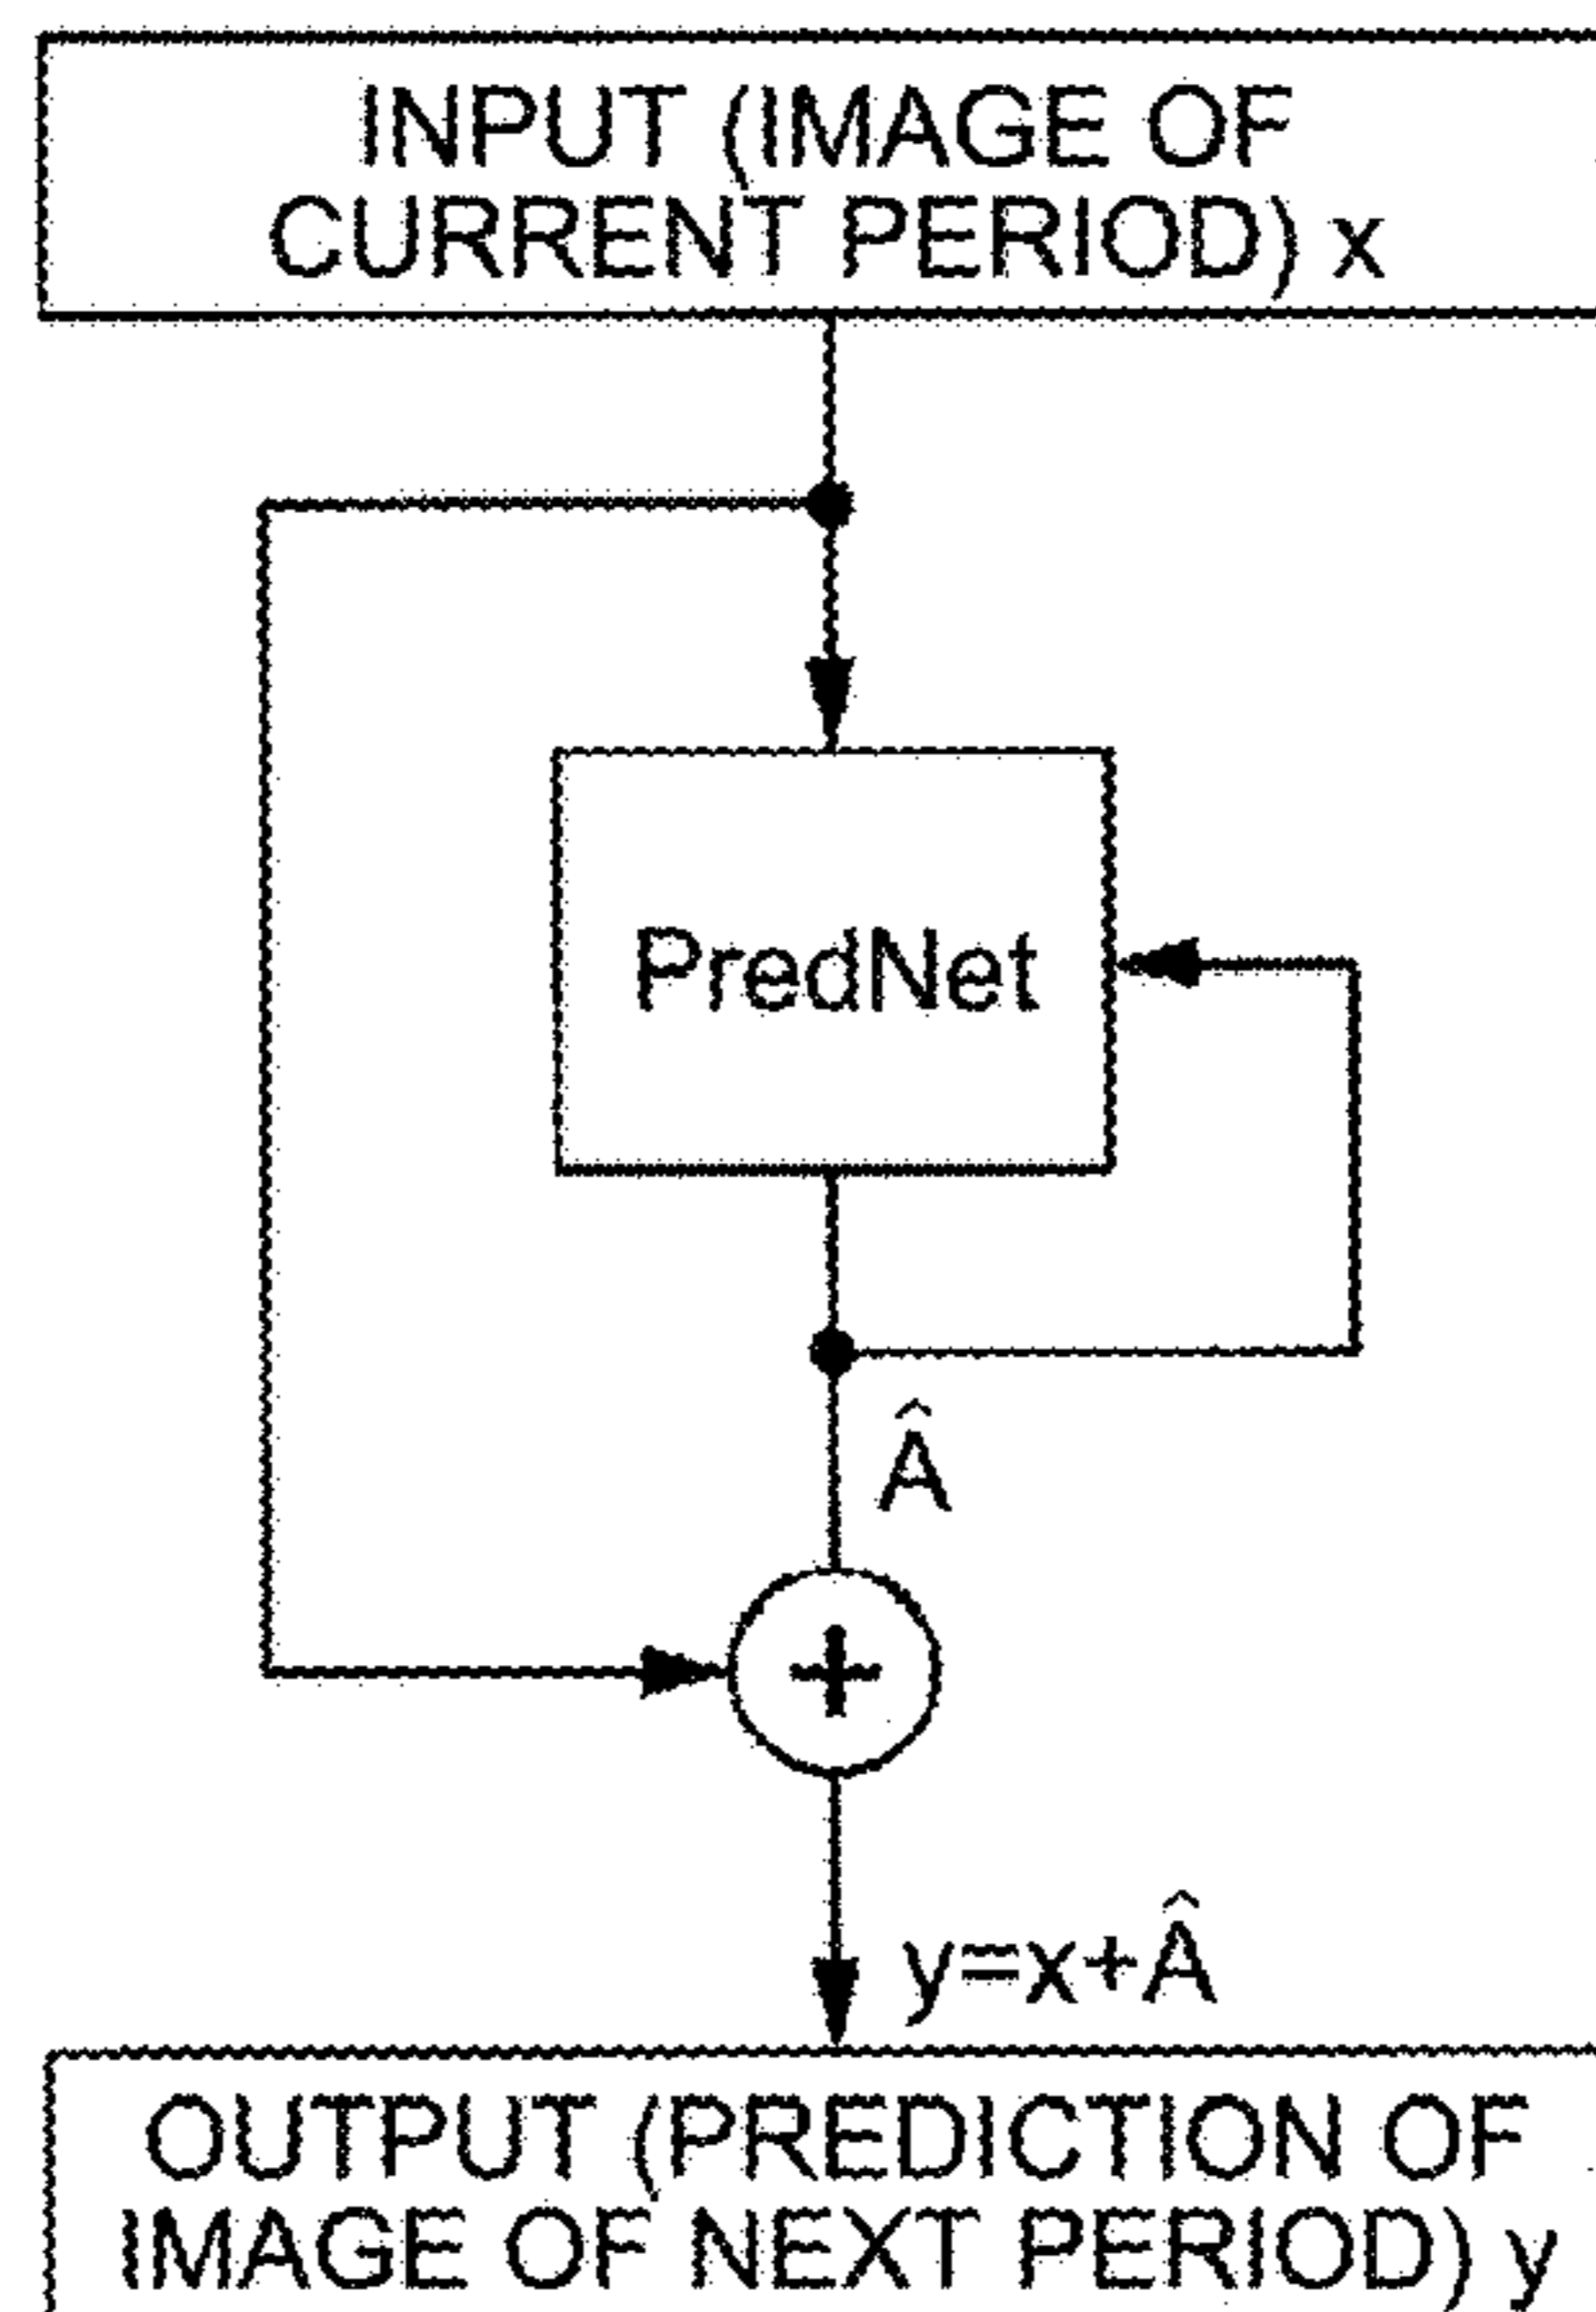 INPUT (IMAGE OF
CURRENT PERIOD) x
PredNet
Â
+
y=x+Â
OUTPUT (PREDICTION OF
IMAGE OF NEXT PERIOD) y